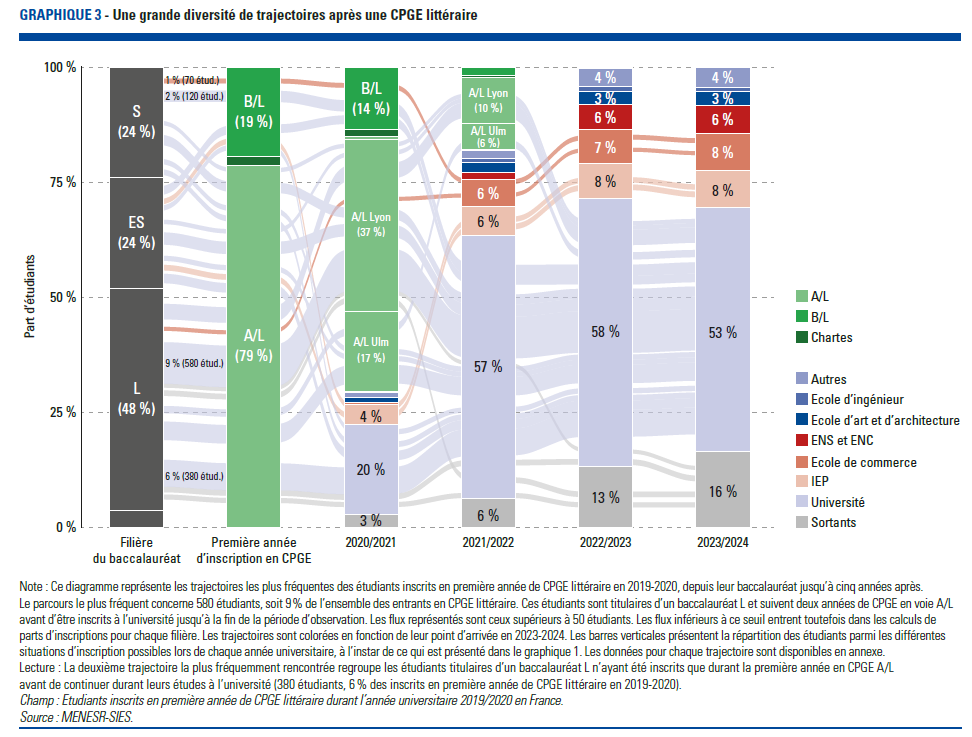 GRAPHIQUE 3 - Une grande diversité de trajectoires après une CPGE littéraire
Part d'étudiants
100 %
75 %
50 %
25 %
0 %
S
(24 %)
ES
(24 %)
L
(48 %)
1 % (70 étud.)
2 % (120 étud.)
9 % (580 étud.)
6 % (380 étud.)
B/L
(19 %)
A/L
(79 %)
B/L
(14 %)
A/L Lyon
(37 %)
A/L Ulm
(17 %)
4 %
20 %
3 %
A/L Lyon
(10 %)
A/L Ulm
(6 %)
6 %
6 %
57 %
6 %
4 %
3 %
6 %
7 %
8 %
58 %
13 %
4 %
3 %
6 %
8 %
8 %
53 %
16 %
Filière
du baccalauréat
Première année
d'inscription en CPGE
2020/2021
2021/2022
2022/2023
2023/2024
A/L
B/L
Chartes
Autres
Ecole d'ingénieur
Ecole d'art et d'architecture
ENS et ENC
Ecole de commerce
IEP
Université
Sortants
Note : Ce diagramme représente les trajectoires les plus fréquentes des étudiants inscrits en première année de CPGE littéraire en 2019-2020, depuis leur baccalauréat jusqu'à cinq années après.
Le parcours le plus fréquent concerne 580 étudiants, soit 9 % de l'ensemble des entrants en CPGE littéraire. Ces étudiants sont titulaires d'un baccalauréat L et suivent deux années de CPGE en voie A/L
avant d'être inscrits à l'université jusqu'à la fin de la période d'observation. Les flux représentés sont ceux supérieurs à 50 étudiants. Les flux inférieurs à ce seuil entrent toutefois dans les calculs de
parts d'inscriptions pour chaque filière. Les trajectoires sont colorées en fonction de leur point d'arrivée en 2023-2024. Les barres verticales présentent la répartition des étudiants parmi les différentes
situations d'inscription possibles lors de chaque année universitaire, à l'instar de ce qui est présenté dans le graphique 1. Les données pour chaque trajectoire sont disponibles en annexe.
Lecture : La deuxième trajectoire la plus fréquemment rencontrée regroupe les étudiants titulaires d'un baccalauréat L n'ayant été inscrits que durant la première année en CPGE A/L
avant de continuer durant leurs études à l'université (380 étudiants, 6 % des inscrits en première année de CPGE littéraire en 2019-2020).
Champ : Etudiants inscrits en première année de CPGE littéraire durant l'année universitaire 2019/2020 en France.
Source : MENESR-SIES.